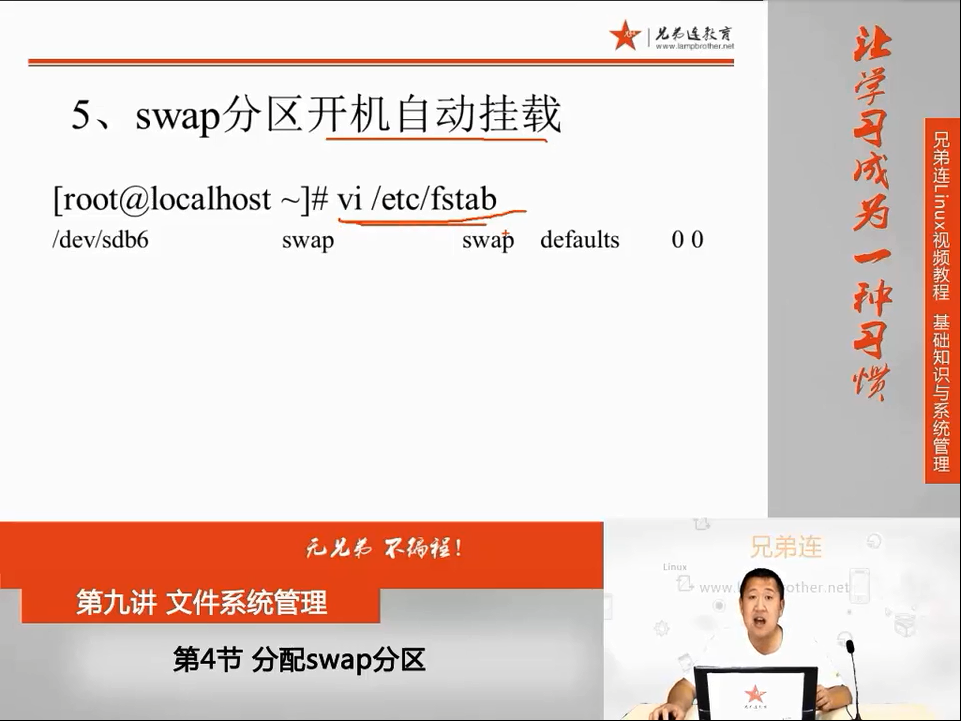 兄弟连教育
www.lampbrother.net
5、swap分区开机自动挂载
[root@localhost ~]# vi /etc/fstab
/dev/sdb6 swap swap defaults 0 0
让学习成为一种习惯
兄弟连Linux视频教程 基础知识与系统管理
无兄弟 不编程!
第九讲 文件系统管理
第4节 分配swap分区
兄弟连
Linux